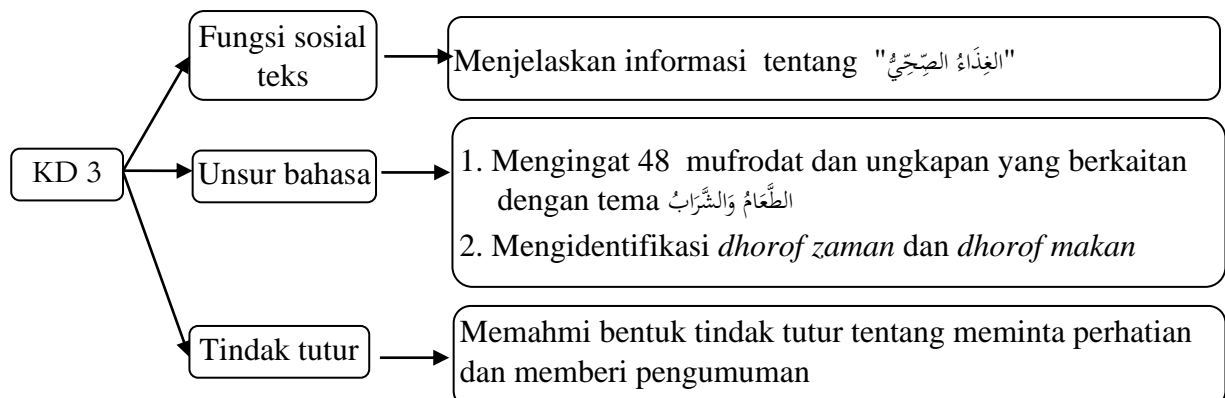 KD 3
Fungsi sosial
teks
Menjelaskan informasi tentang "الغِذَاءُ الصِّحِّيُّ"
Unsur bahasa
1. Mengingat 48 mufrodat dan ungkapan yang berkaitan
dengan tema الطَّعَامُ وَالشَّرَابُ
2. Mengidentifikasi dhorof zaman dan dhorof makan
Tindak tutur
Memahmi bentuk tindak tutur tentang meminta perhatian
dan memberi pengumuman